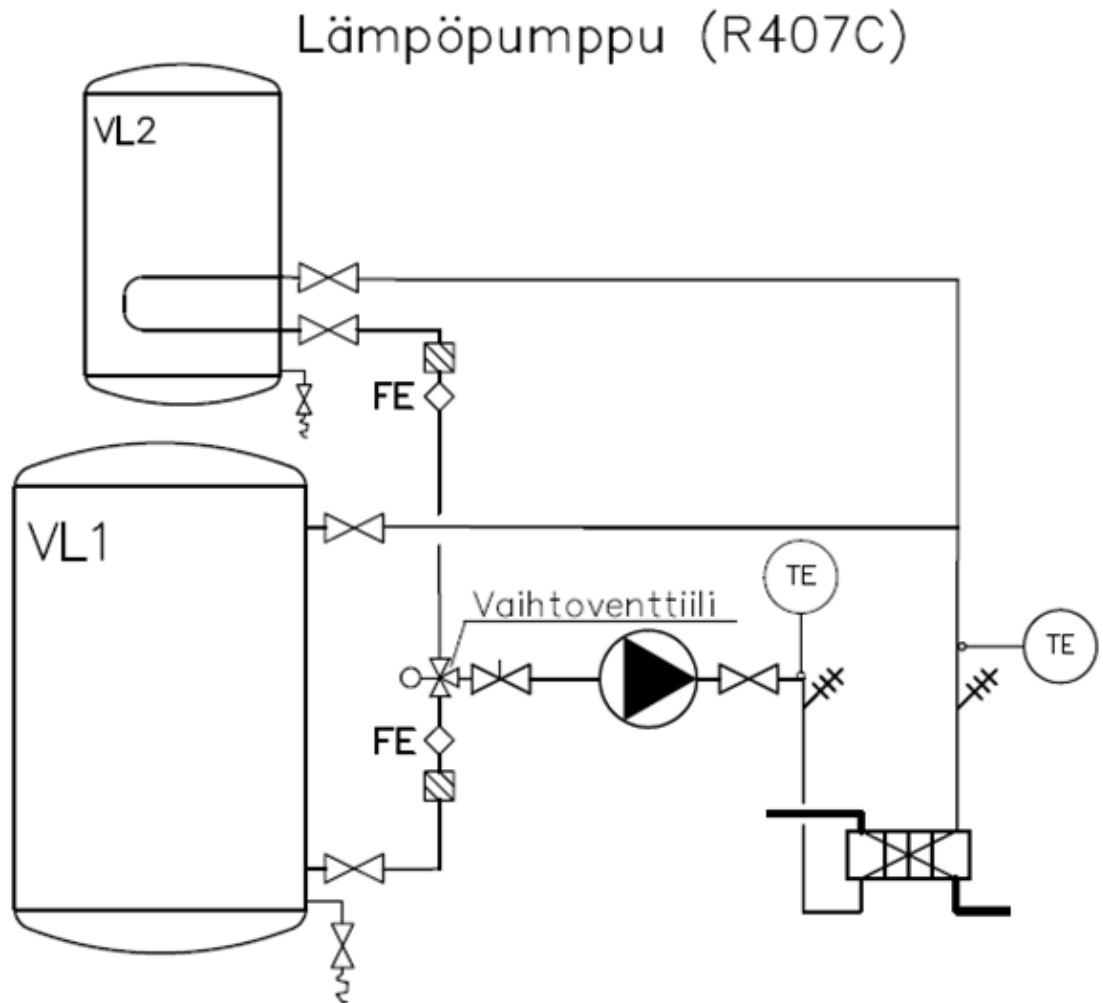 Lämpöpumppu (R407C)
VL2
FE
VL1
TE
Vaihtoventtiili
TE
FE